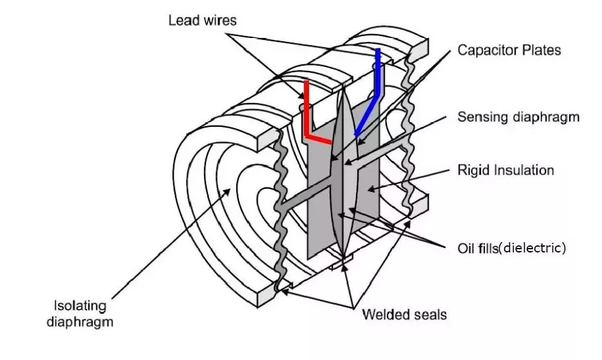 Lead wires
Capacitor Plates
Sensing diaphragm
Rigid Insulation
Oil fills(dielectric)
Welded seals
Isolating
diaphragm